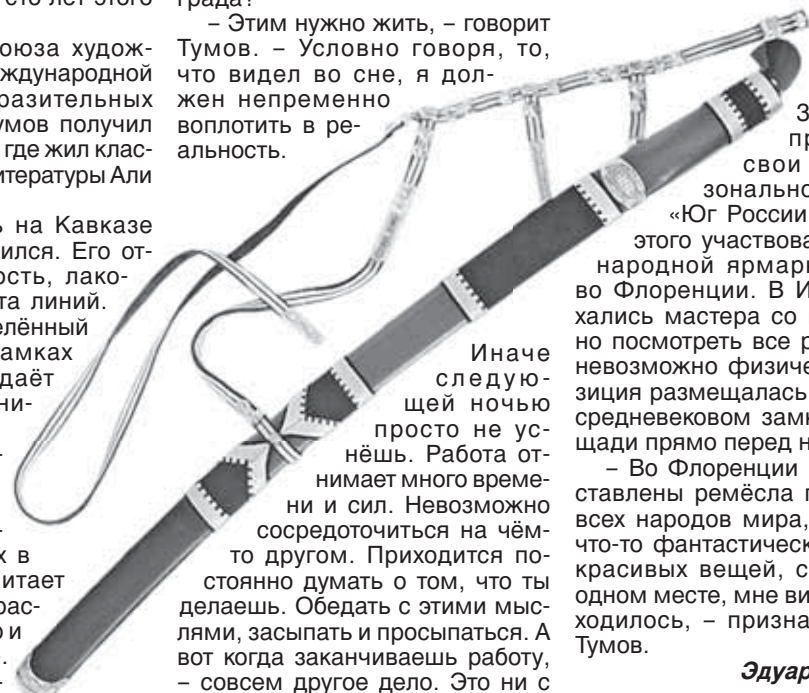 сто лет этого
оюза худож-
ждународной
разительных
умов получил
где жил клас-
итературы Али
ь на Кавказе
ился. Его от-
ость, лако-
та линий.
елённый
амках
даёт
ни-
х в
итает
рас-
о и
града?
– Этим нужно жить, – говорит
Тумов. – Условно говоря, то,
что видел во сне, я дол-
жен непременно
воплотить в ре-
альность.
Иначе
следую-
щей ночью
просто не ус-
нёшь. Работа от-
нимает много време-
ни и сил. Невозможно
сосредоточиться на чём-
то другом. Приходится по-
стоянно думать о том, что ты
делаешь. Обедать с этими мыс-
лями, засыпать и просыпаться. А
вот когда заканчиваешь работу,
– совсем другое дело. Это ни с
З
пр
свои
зонально
«Юг России
этого участвова
народной ярмар
во Флоренции. В И
хались мастера со
но посмотреть все р
невозможно физиче
зиция размещалась
средневековом замк
щади прямо перед н
– Во Флоренции
ставлены ремёсла п
всех народов мира,
что-то фантастическ
красивых вещей, с
одном месте, мне ви
ходилось, – призна
Тумов.
Эдуар